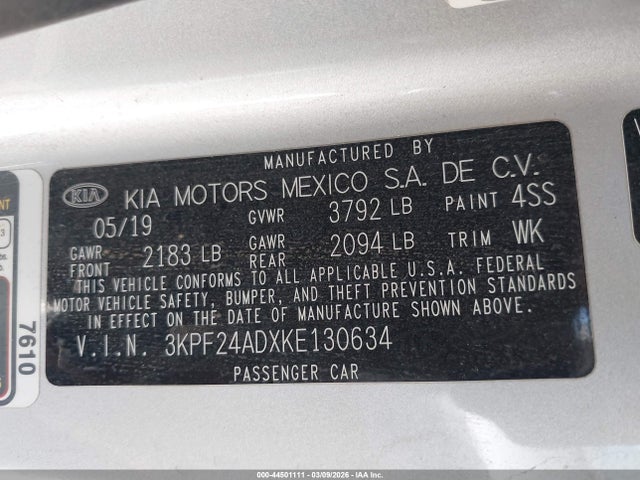 MANUFACTURED BY
KIA KIA MOTORS MEXICO S.A. DE C.V.
05/19 GVWR 3792 LB PAINT 4SS
GAWR FRONT 2183 LB GAWR REAR 2094 LB TRIM WK
THIS VEHICLE CONFORMS TO ALL APPLICABLE U.S.A. FEDERAL
MOTOR VEHICLE SAFETY, BUMPER, AND THEFT PREVENTION STANDARDS
IN EFFECT ON THE DATE OF MANUFACTURE SHOWN ABOVE.
V.I.N. 3KPF24ADXKE130634
PASSENGER CAR
7610
000-44501111 - 03/09/2026 - IAA Inc.